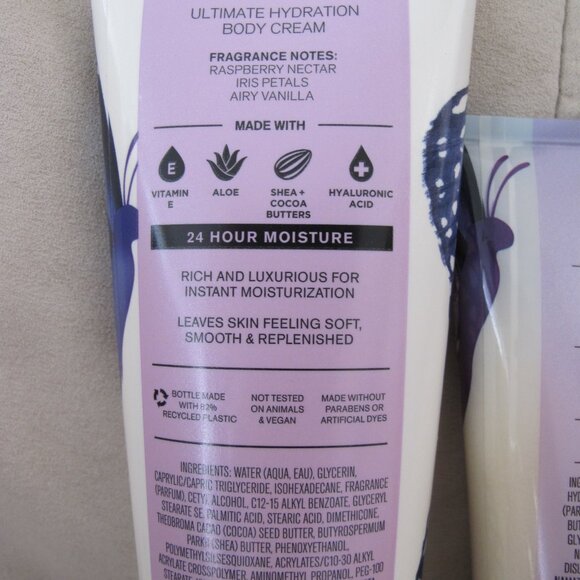 ULTIMATE HYDRATION
BODY CREAM
FRAGRANCE NOTES:
RASPBERRY NECTAR
IRIS PETALS
AIRY VANILLA
MADE WITH
E
VITAMIN
E
ALOE
SHEA +
COCOA
BUTTERS
HYALURONIC
ACID
24 HOUR MOISTURE
RICH AND LUXURIOUS FOR
INSTANT MOISTURIZATION
LEAVES SKIN FEELING SOFT,
SMOOTH & REPLENISHED
BOTTLE MADE
WITH 82%
RECYCLED PLASTIC
NOT TESTED
ON ANIMALS
& VEGAN
MADE WITHOUT
PARABENS OR
ARTIFICIAL DYES
INGREDIENTS: WATER (AQUA, EAU), GLYCERIN,
CAPRYLIC/CAPRIC TRIGLYCERIDE, ISOHEXADECANE, FRAGRANCE
(PARFUM), CETYL ALCOHOL, C12-15 ALKYL BENZOATE, GLYCERYL
STEARATE SE, PALMITIC ACID, STEARIC ACID, DIMETHICONE,
THEOBROMA CACAO (COCOA) SEED BUTTER, BUTYROSPERMUM
PARKII (SHEA) BUTTER, PHENOXYETHANOL,
POLYMETHYLSILSESQUIOXANE, ACRYLATES/C10-30 ALKYL
ACRYLATE CROSSPOLYMER, AMINOMETHYL PROPANOL, PEG-100